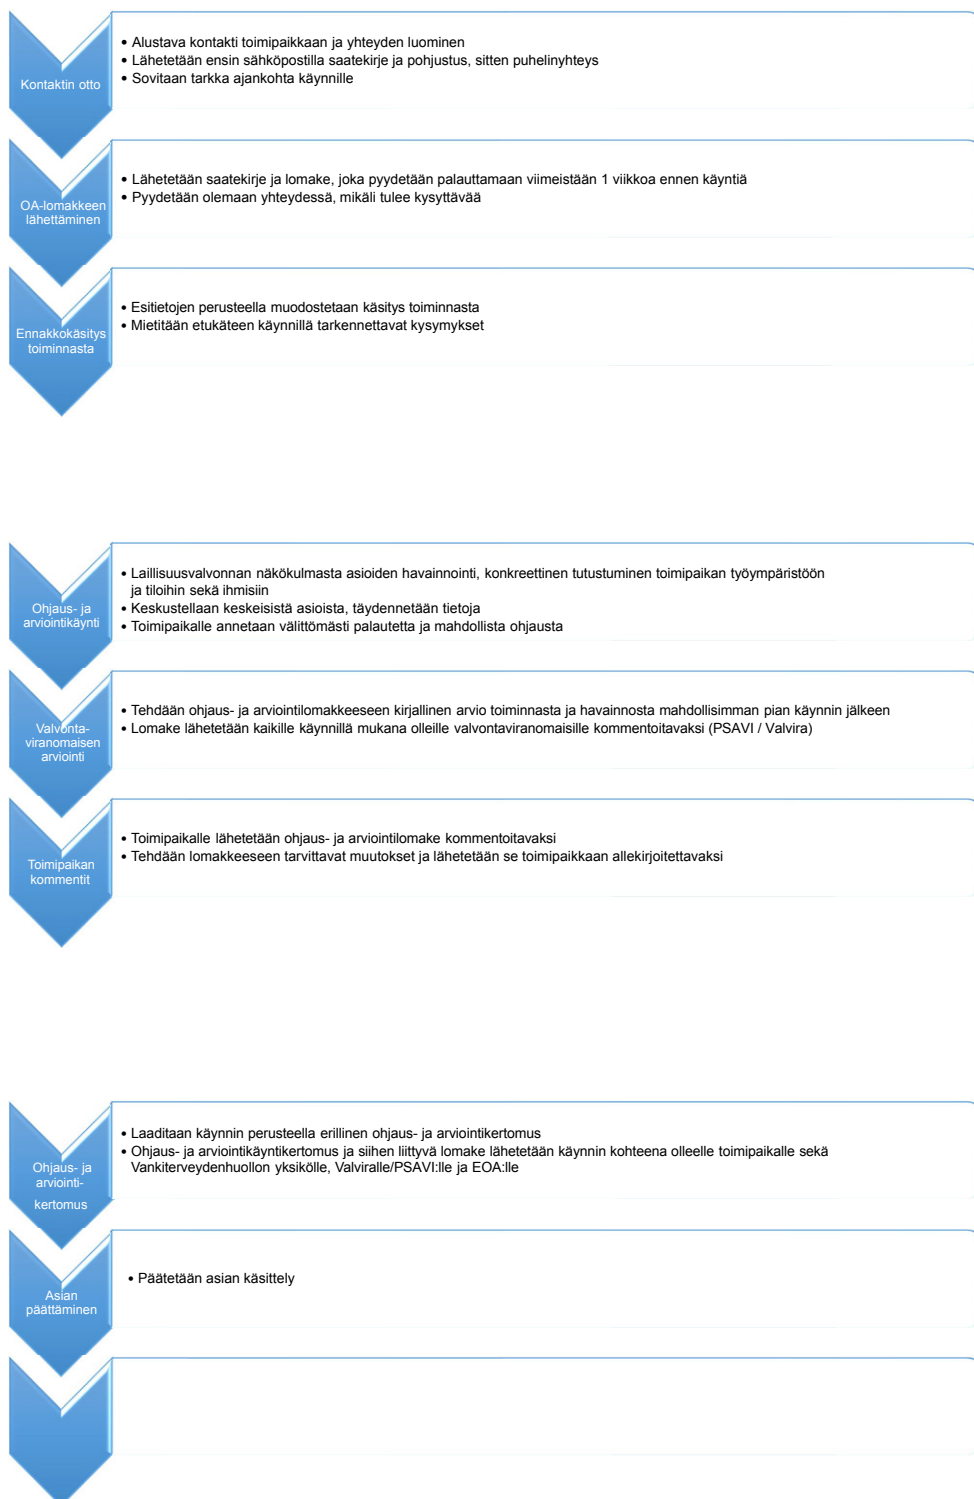 Kontaktin otto
• Alustava kontakti toimipaikkaan ja yhteyden luominen
• Lähetetään ensin sähköpostilla saatekirje ja pohjustus, sitten puhelinyhteys
• Sovitaan tarkka ajankohta käynnille
OA-lomakkeen
lähettäminen
• Lähetetään saatekirje ja lomake, joka pyydetään palauttamaan viimeistään 1 viikkoa ennen käyntiä
• Pyydetään olemaan yhteydessä, mikäli tulee kysyttävää
Ennakkokäsitys
toiminnasta
• Esitietojen perusteella muodostetaan käsitys toiminnasta
• Mietitään etukäteen käynnillä tarkennettavat kysymykset
Ohjaus- ja
arviointikäynti
• Laillisuusvalvonnan näkökulmasta asioiden havainnointi, konkreettinen tutustuminen toimipaikan työympäristöön
ja tiloihin sekä ihmisiin
• Keskustellaan keskeisistä asioista, täydennetään tietoja
• Toimipaikalle annetaan välittömästi palautetta ja mahdollista ohjausta
Valvonta-
viranomaisen
arviointi
• Tehdään ohjaus- ja arviointilomakkeeseen kirjallinen arvio toiminnasta ja havainnosta mahdollisimman pian käynnin jälkeen
• Lomake lähetetään kaikille käynnillä mukana olleille valvontaviranomaisille kommentoitavaksi (PSAVI / Valvira)
Toimipaikan
kommentit
• Toimipaikalle lähetetään ohjaus- ja arviointilomake kommentoitavaksi
• Tehdään lomakkeeseen tarvittavat muutokset ja lähetetään se toimipaikkaan allekirjoitettavaksi
Ohjaus- ja
arviointi-
kertomus
• Laaditaan käynnin perusteella erillinen ohjaus- ja arviointikertomus
• Ohjaus- ja arviointikäyntikertomus ja siihen liittyvä lomake lähetetään käynnin kohteena olleelle toimipaikalle sekä
Vankiterveydenhuollon yksikölle, Valviralle/PSAVI:lle ja EOA:lle
Asian
päättäminen
• Päätetään asian käsittely